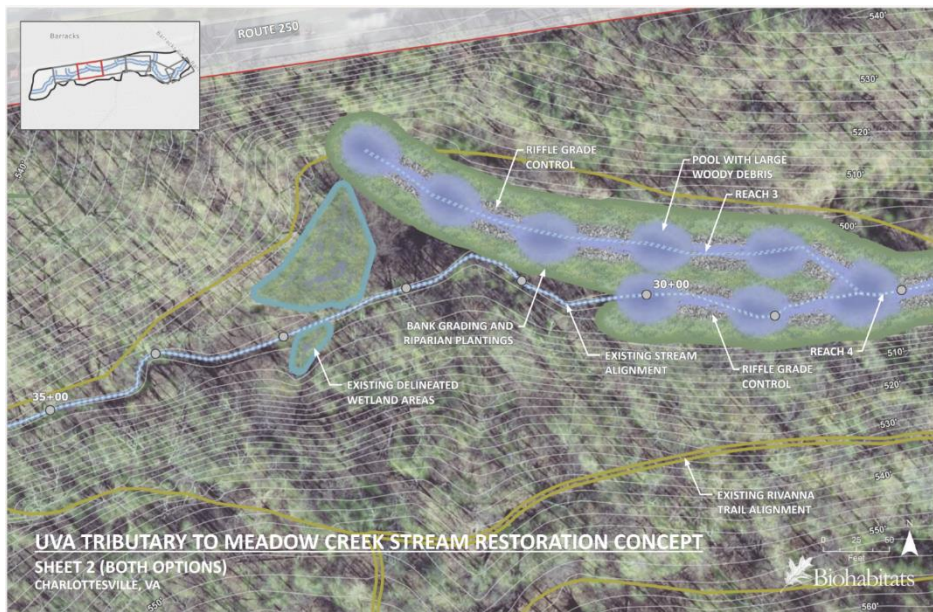 Barracks
Barracks
ROUTE 250
540'
530'
520'
510'
500'
540'
RIFFLE GRADE
CONTROL
POOL WITH LARGE
WOODY DEBRIS
REACH 3
30+00
BANK GRADING AND
RIPARIAN PLANTINGS
EXISTING STREAM
ALIGNMENT
RIFFLE GRADE
CONTROL
REACH 4
510'
EXISTING DELINEATED
WETLAND AREAS
35+00
520'
530'
540'
EXISTING RIVANNA
TRAIL ALIGNMENT
550'
UVA TRIBUTARY TO MEADOW CREEK STREAM RESTORATION CONCEPT
SHEET 2 (BOTH OPTIONS)
CHARLOTTESVILLE, VA
550'
N
0 25 50
Feet
Biohabitats
560'